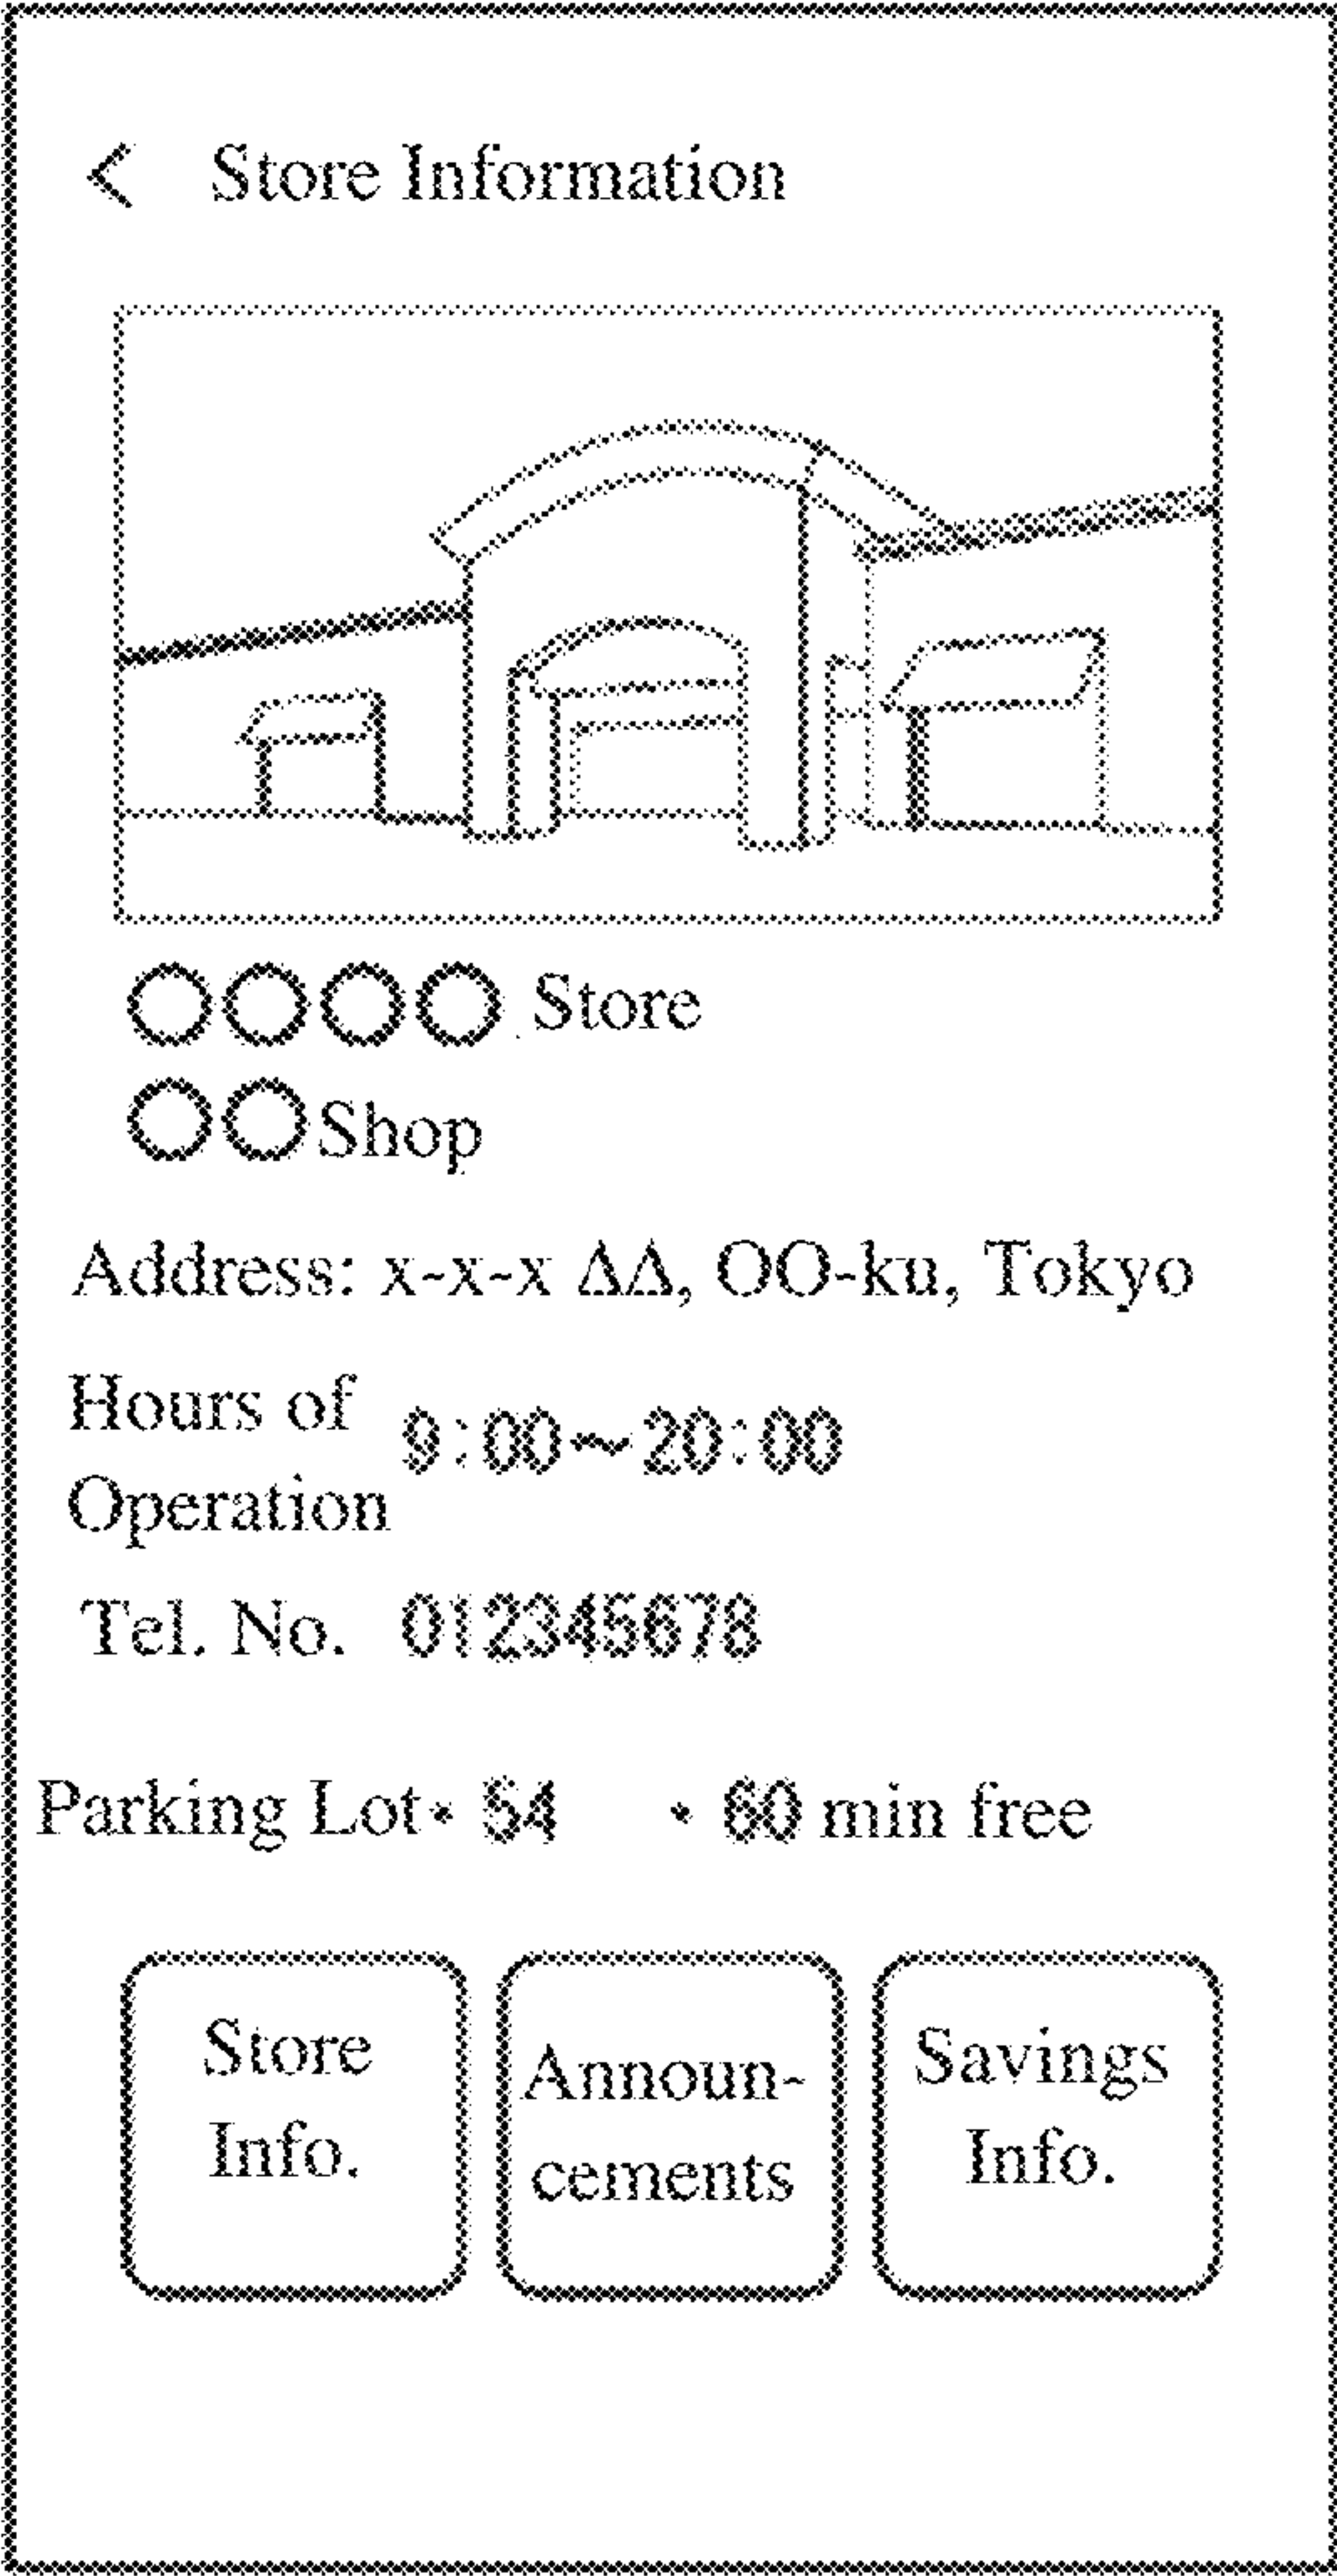 < Store Information
○○○○ Store
○○Shop
Address: x-x-x ΔΔ, OO-ku, Tokyo
Hours of Operation 9:00~20:00
Tel. No. 012345678
Parking Lot・54 ・60 min free
Store Info.
Announ-
cements
Savings Info.